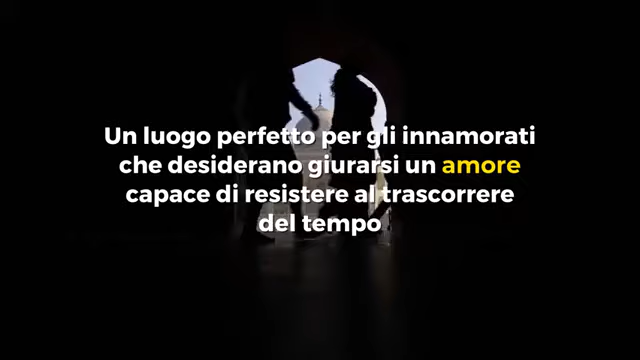 Un luogo perfetto per gli innamorati
che desiderano giurarsi un amore
capace di resistere al trascorrere
del tempo